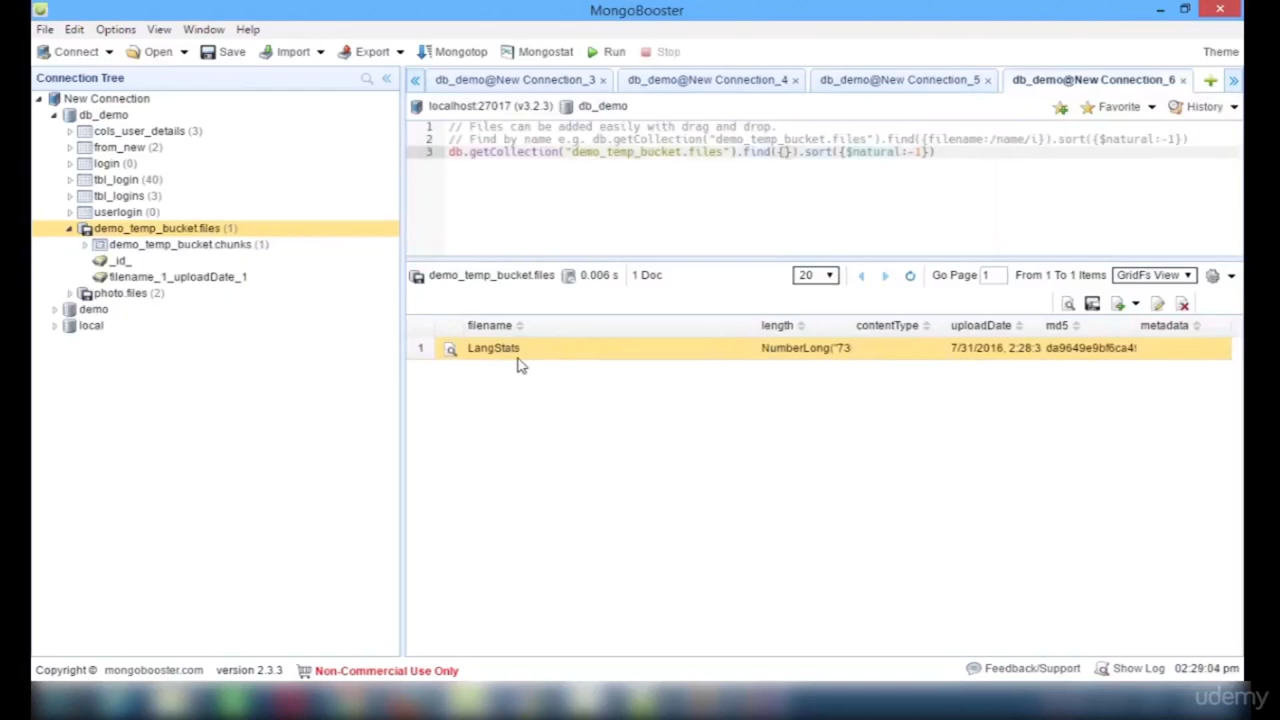 MongoBooster
File Edit Options View Window Help
Connect Open Save Import Export Mongotop Mongostat Run Stop Theme
Connection Tree
db_demo@New Connection_3 × db_demo@New Connection_4 × db_demo@New Connection_5 × db_demo@New Connection_6 ×
New Connection
db_demo
cols_user_details (3)
from_new (2)
login (0)
tbl_login (40)
tbl_logins (3)
userlogin (0)
demo_temp_bucket.files (1)
demo_temp_bucket.chunks (1)
_id_
filename_1_uploadDate_1
photo.files (2)
demo
local
localhost:27017 (v3.2.3) db_demo Favorite History
1 // Files can be added easily with drag and drop.
2 // Find by name e.g. db.getCollection("demo_temp_bucket.files").find({filename:/name/i}).sort({$natural:-1})
3 db.getCollection("demo_temp_bucket.files").find({}).sort({$natural:-1})
demo_temp_bucket.files 0.006 s 1 Doc 20 Go Page 1 From 1 To 1 Items GridFs View
filename length contentType uploadDate md5 metadata
1 LangStats NumberLong("73 7/31/2016, 2:28:3 da9649e9bf6ca4
Copyright © mongobooster.com version 2.3.3 Non-Commercial Use Only Feedback/Support Show Log 02:29:04 pm
udemy